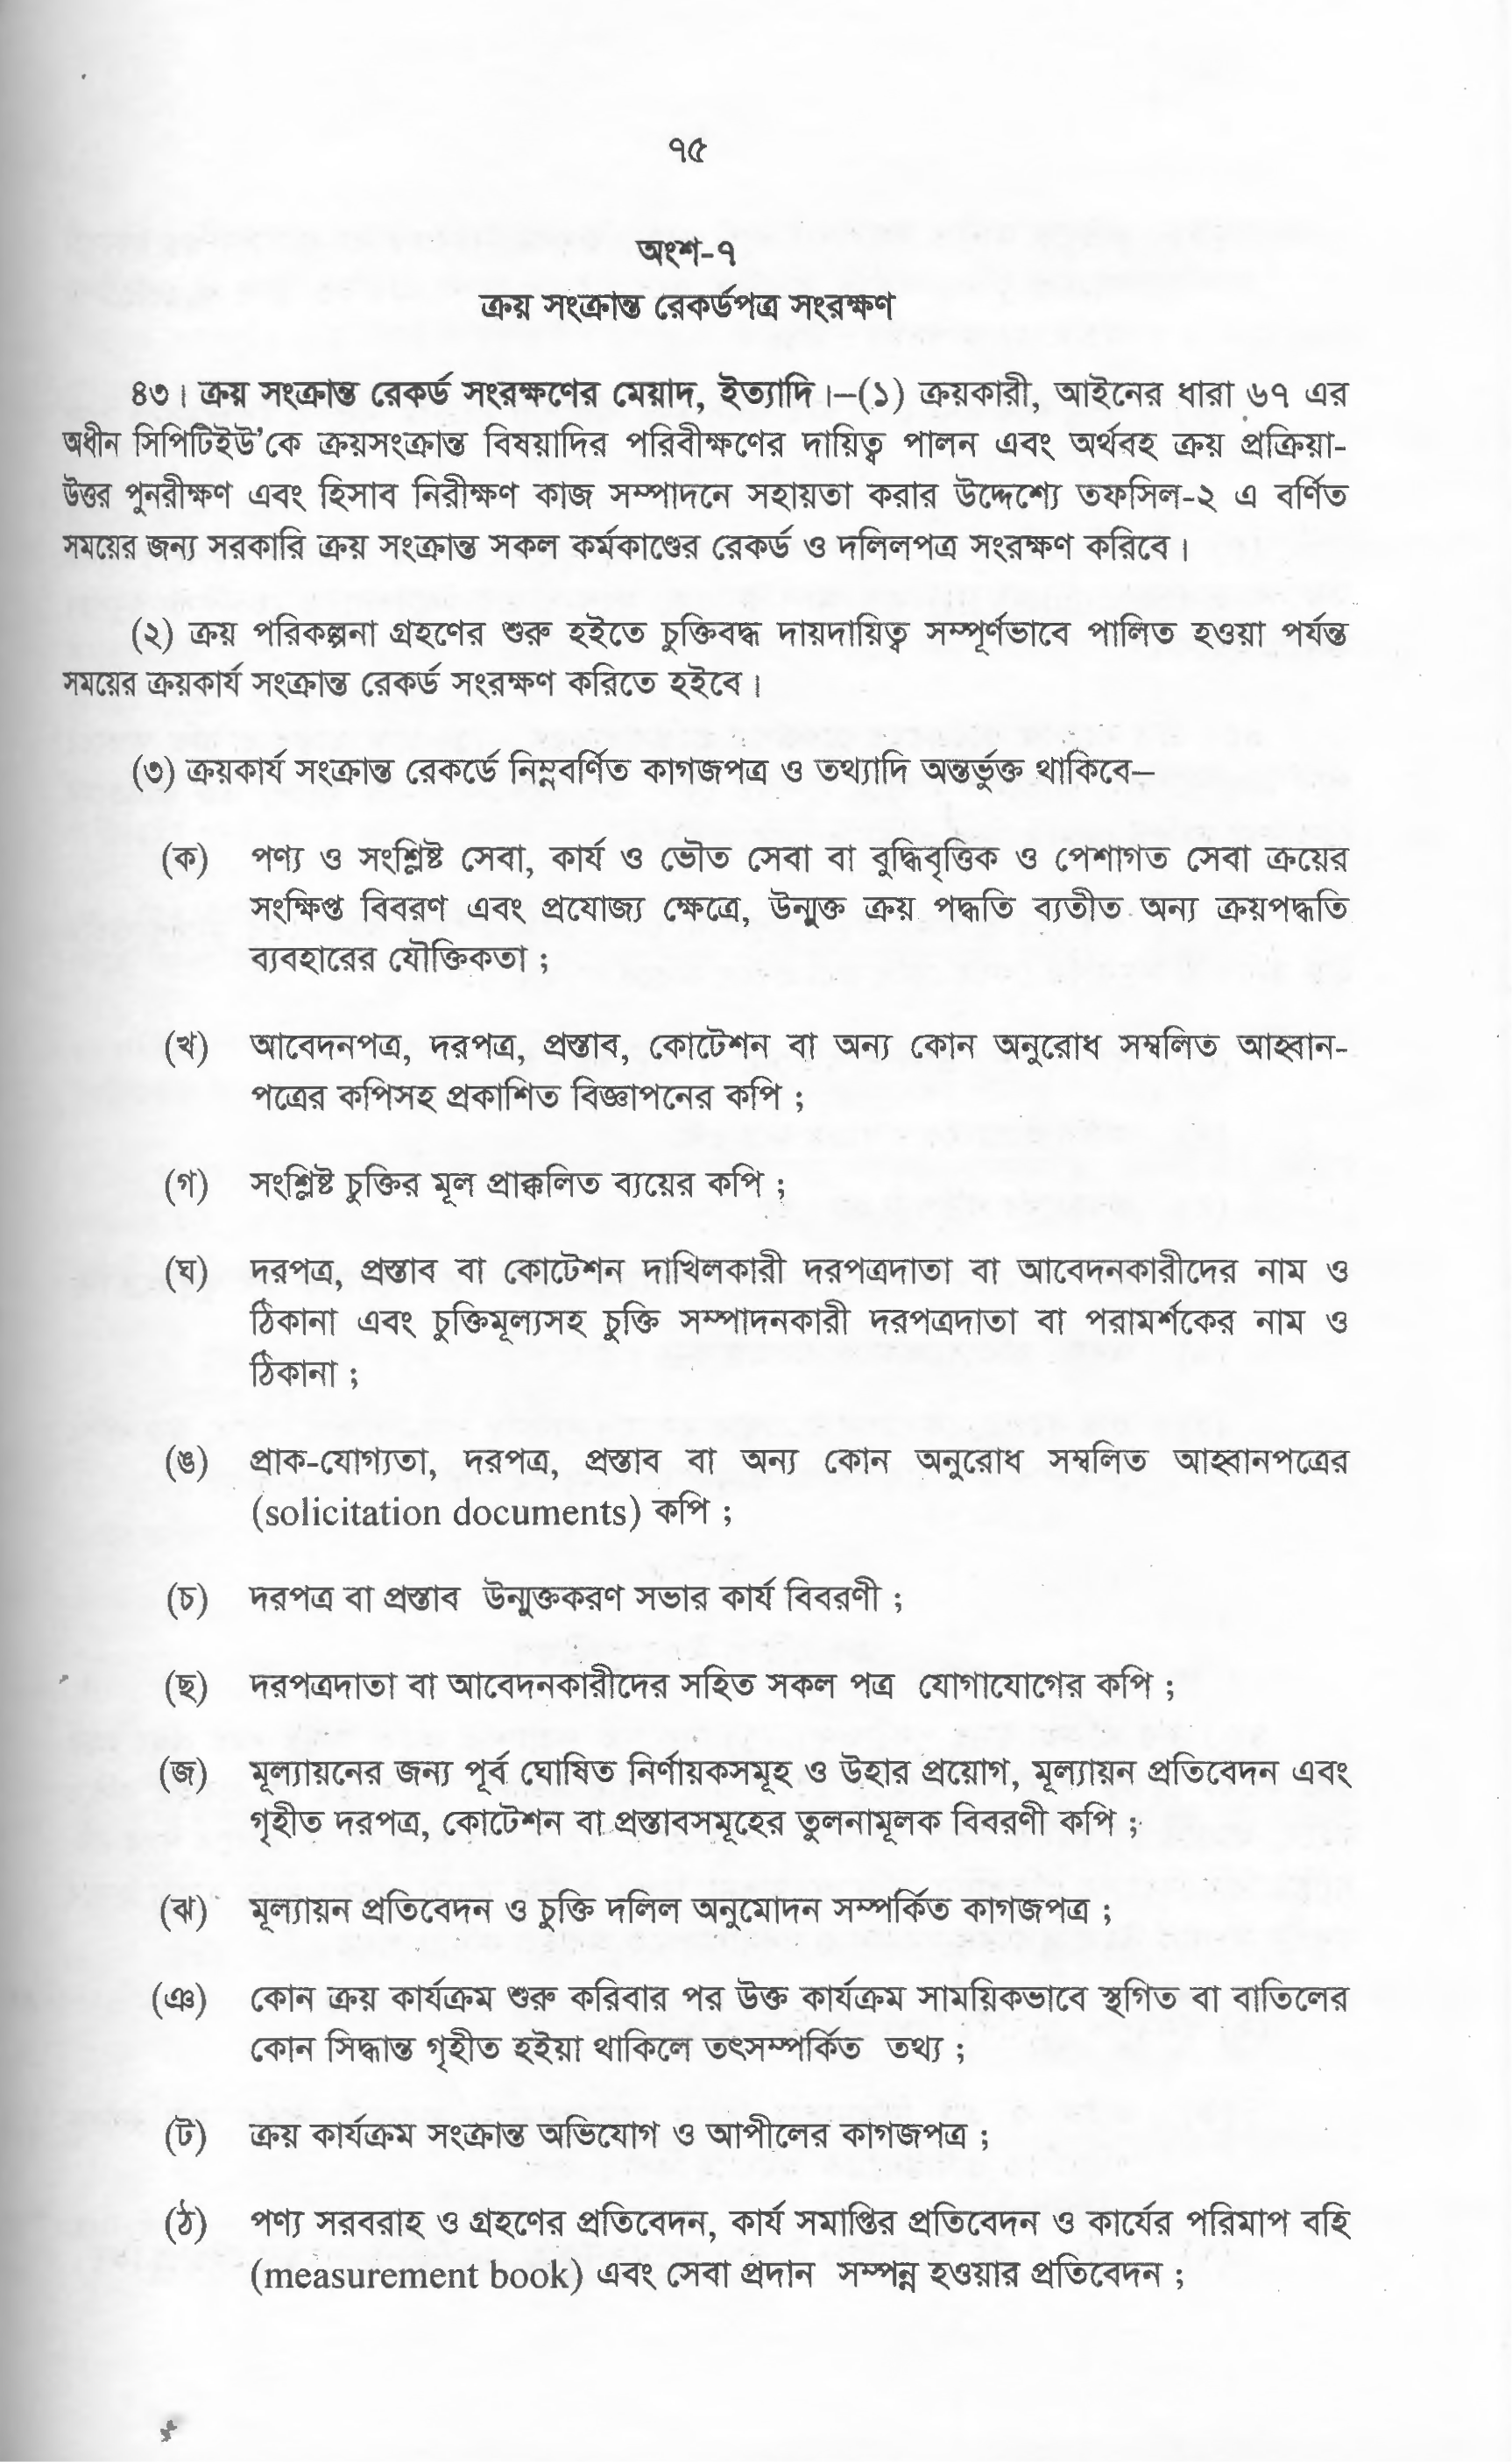 ৭৫
অংশ-৭
ক্রয় সংক্রান্ত রেকর্ডপত্র সংরক্ষণ
৪৩। ক্রয় সংক্রান্ত রেকর্ড সংরক্ষণের মেয়াদ, ইত্যাদি।–(১) ক্রয়কারী, আইনের ধারা ৬৭ এর
অধীন সিপিটিইউ’কে ক্রয়সংক্রান্ত বিষয়াদির পরিবীক্ষণের দায়িত্ব পালন এবং অর্থবহ ক্রয় প্রক্রিয়া-
উত্তর পুনরীক্ষণ এবং হিসাব নিরীক্ষণ কাজ সম্পাদনে সহায়তা করার উদ্দেশ্যে তফসিল-২ এ বর্ণিত
সময়ের জন্য সরকারি ক্রয় সংক্রান্ত সকল কর্মকাণ্ডের রেকর্ড ও দলিলপত্র সংরক্ষণ করিবে।
(২) ক্রয় পরিকল্পনা গ্রহণের শুরু হইতে চুক্তিবদ্ধ দায়দায়িত্ব সম্পূর্ণভাবে পালিত হওয়া পর্যন্ত
সময়ের ক্রয়কার্য সংক্রান্ত রেকর্ড সংরক্ষণ করিতে হইবে।
(৩) ক্রয়কার্য সংক্রান্ত রেকর্ডে নিম্নবর্ণিত কাগজপত্র ও তথ্যাদি অন্তর্ভুক্ত থাকিবে–
(ক) পণ্য ও সংশ্লিষ্ট সেবা, কার্য ও ভৌত সেবা বা বুদ্ধিবৃত্তিক ও পেশাগত সেবা ক্রয়ের
সংক্ষিপ্ত বিবরণ এবং প্রযোজ্য ক্ষেত্রে, উন্মুক্ত ক্রয় পদ্ধতি ব্যতীত অন্য ক্রয়পদ্ধতি
ব্যবহারের যৌক্তিকতা ;
(খ) আবেদনপত্র, দরপত্র, প্রস্তাব, কোটেশন বা অন্য কোন অনুরোধ সম্বলিত আহ্বান-
পত্রের কপিসহ প্রকাশিত বিজ্ঞাপনের কপি ;
(গ) সংশ্লিষ্ট চুক্তির মূল প্রাক্কলিত ব্যয়ের কপি ;
(ঘ) দরপত্র, প্রস্তাব বা কোটেশন দাখিলকারী দরপত্রদাতা বা আবেদনকারীদের নাম ও
ঠিকানা এবং চুক্তিমূল্যসহ চুক্তি সম্পাদনকারী দরপত্রদাতা বা পরামর্শকের নাম ও
ঠিকানা ;
(ঙ) প্রাক-যোগ্যতা, দরপত্র, প্রস্তাব বা অন্য কোন অনুরোধ সম্বলিত আহ্বানপত্রের
(solicitation documents) কপি ;
(চ) দরপত্র বা প্রস্তাব উন্মুক্তকরণ সভার কার্য বিবরণী ;
(ছ) দরপত্রদাতা বা আবেদনকারীদের সহিত সকল পত্র যোগাযোগের কপি ;
(জ) মূল্যায়নের জন্য পূর্ব ঘোষিত নির্ণায়কসমূহ ও উহার প্রয়োগ, মূল্যায়ন প্রতিবেদন এবং
গৃহীত দরপত্র, কোটেশন বা প্রস্তাবসমূহের তুলনামূলক বিবরণী কপি ;
(ঝ) মূল্যায়ন প্রতিবেদন ও চুক্তি দলিল অনুমোদন সম্পর্কিত কাগজপত্র ;
(ঞ) কোন ক্রয় কার্যক্রম শুরু করিবার পর উক্ত কার্যক্রম সাময়িকভাবে স্থগিত বা বাতিলের
কোন সিদ্ধান্ত গৃহীত হইয়া থাকিলে তৎসম্পর্কিত তথ্য ;
(ট) ক্রয় কার্যক্রম সংক্রান্ত অভিযোগ ও আপীলের কাগজপত্র ;
(ঠ) পণ্য সরবরাহ ও গ্রহণের প্রতিবেদন, কার্য সমাপ্তির প্রতিবেদন ও কার্যের পরিমাপ বহি
(measurement book) এবং সেবা প্রদান সম্পন্ন হওয়ার প্রতিবেদন ;